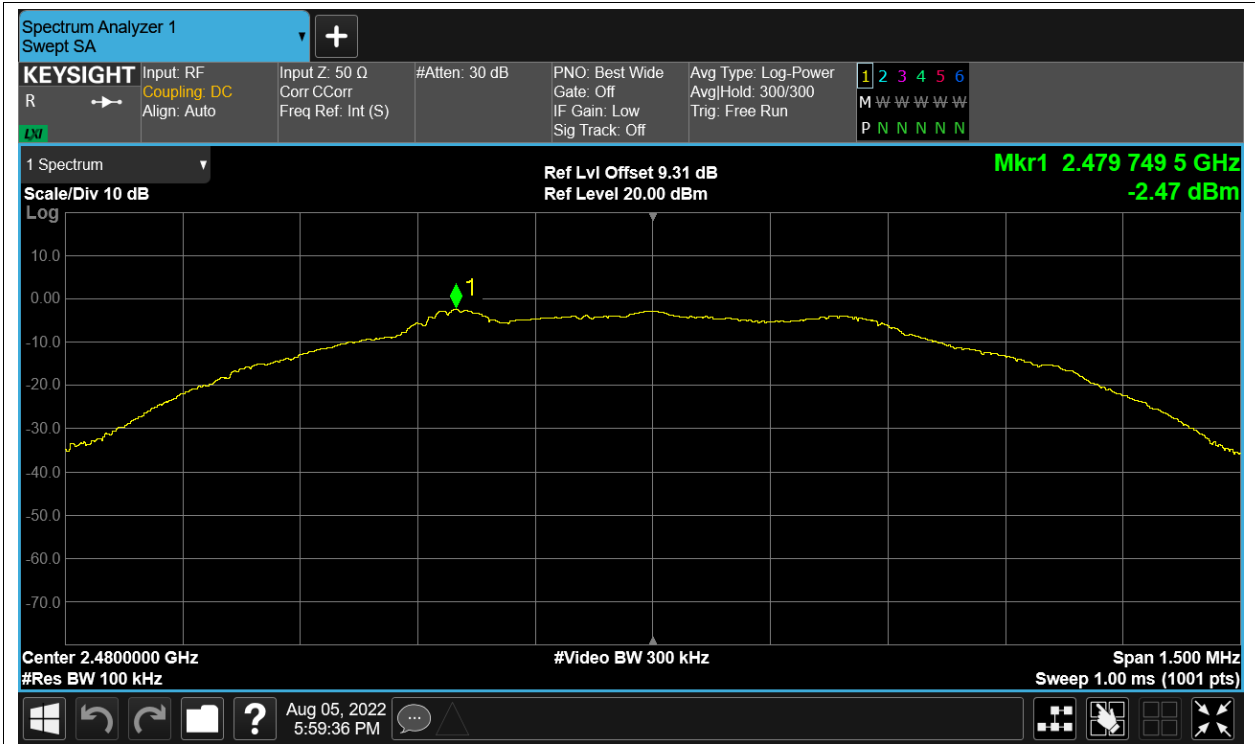 Spectrum Analyzer 1
Swept SA
KEYSIGHT
R
LXI
Input: RF
Coupling: DC
Align: Auto
Input Z: 50 Ω
Corr CCorr
Freq Ref: Int (S)
#Atten: 30 dB
PNO: Best Wide
Gate: Off
IF Gain: Low
Sig Track: Off
Avg Type: Log-Power
Avg|Hold: 300/300
Trig: Free Run
1 2 3 4 5 6
M W W W W W
P N N N N N
1 Spectrum
Scale/Div 10 dB
Log
Ref Lvl Offset 9.31 dB
Ref Level 20.00 dBm
Mkr1 2.479 749 5 GHz
-2.47 dBm
1
10.0
0.00
-10.0
-20.0
-30.0
-40.0
-50.0
-60.0
-70.0
Center 2.4800000 GHz
#Res BW 100 kHz
#Video BW 300 kHz
Span 1.500 MHz
Sweep 1.00 ms (1001 pts)
?
Aug 05, 2022
5:59:36 PM